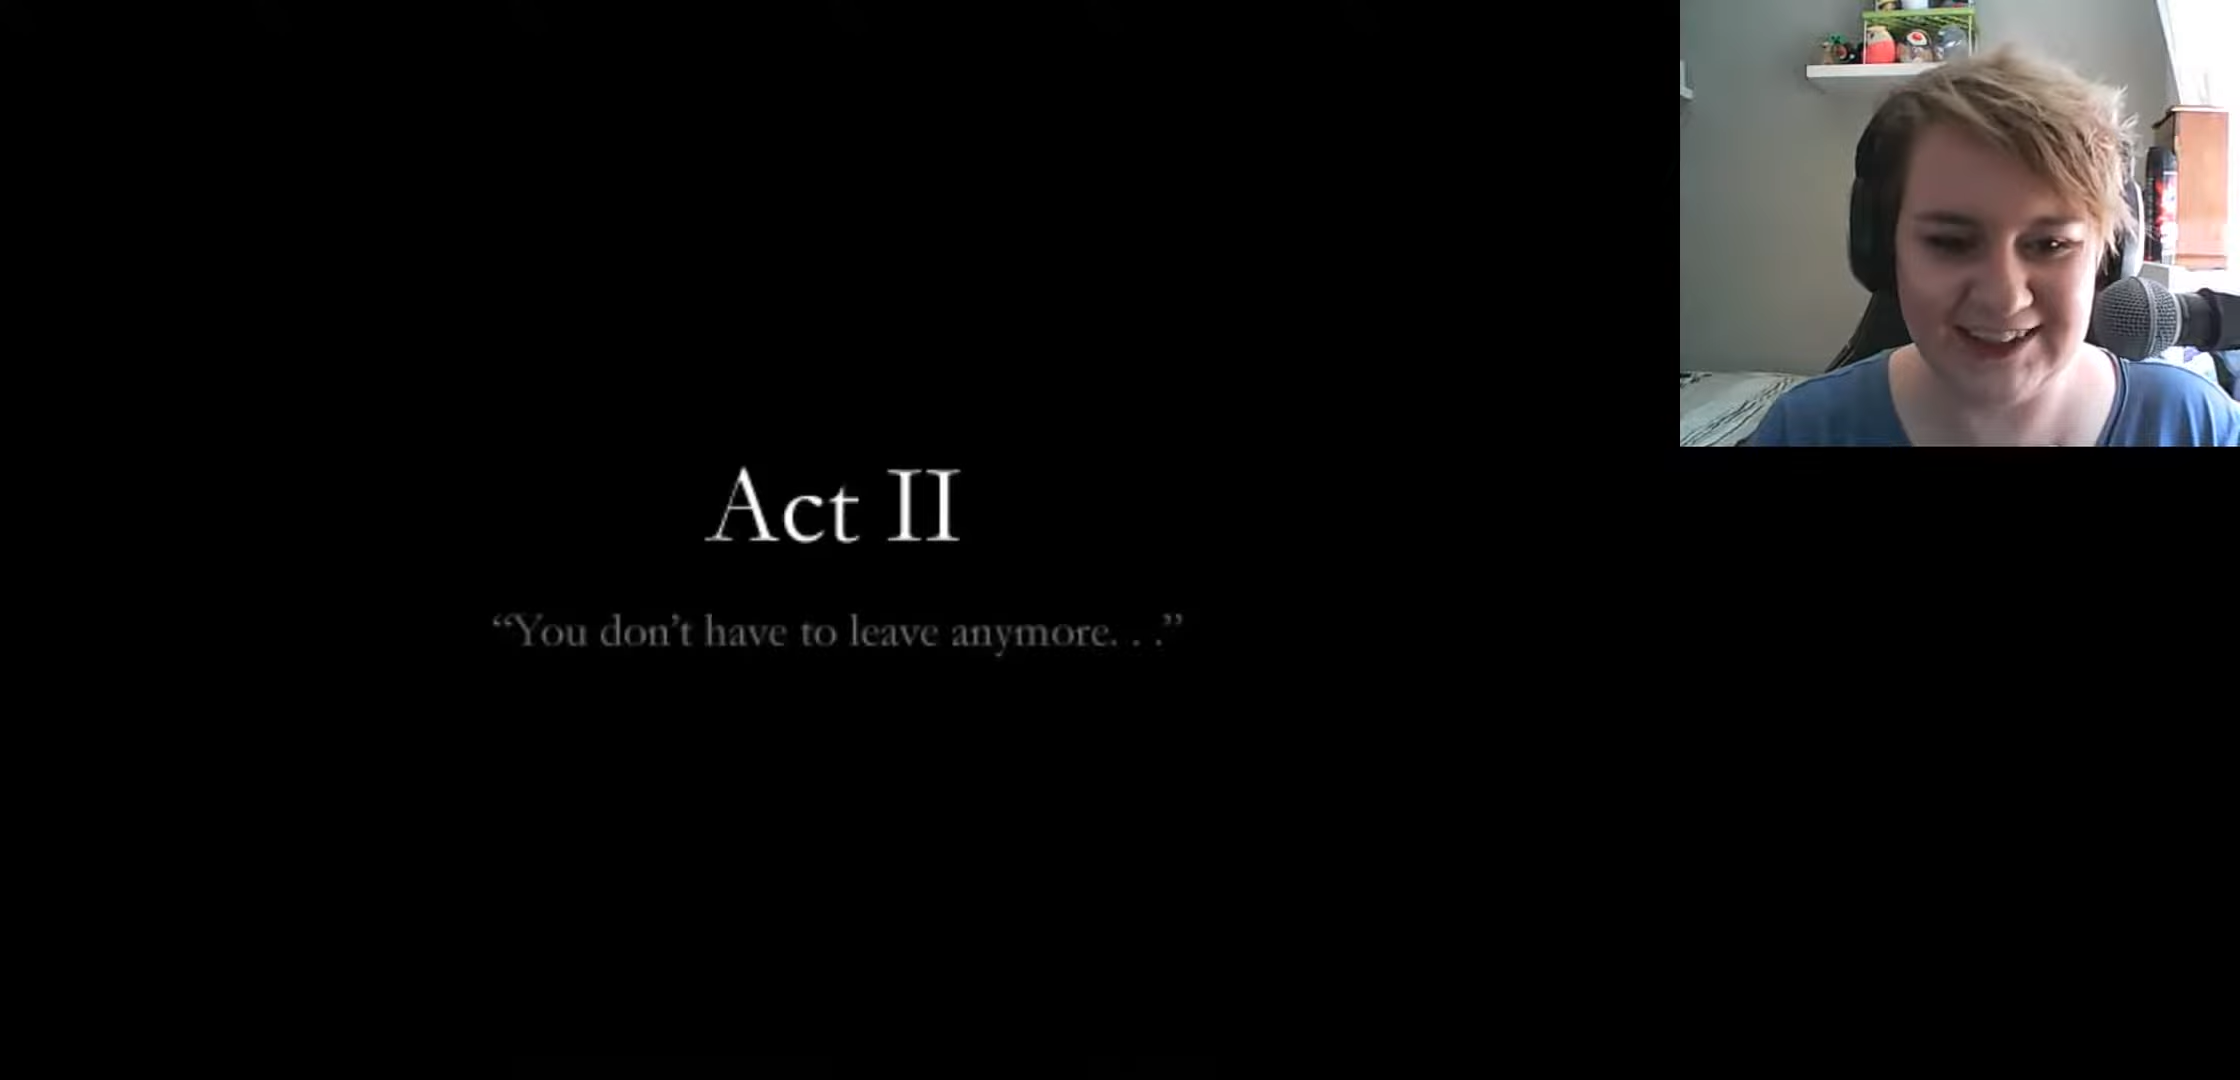 Act II
“You don’t have to leave anymore. . .”